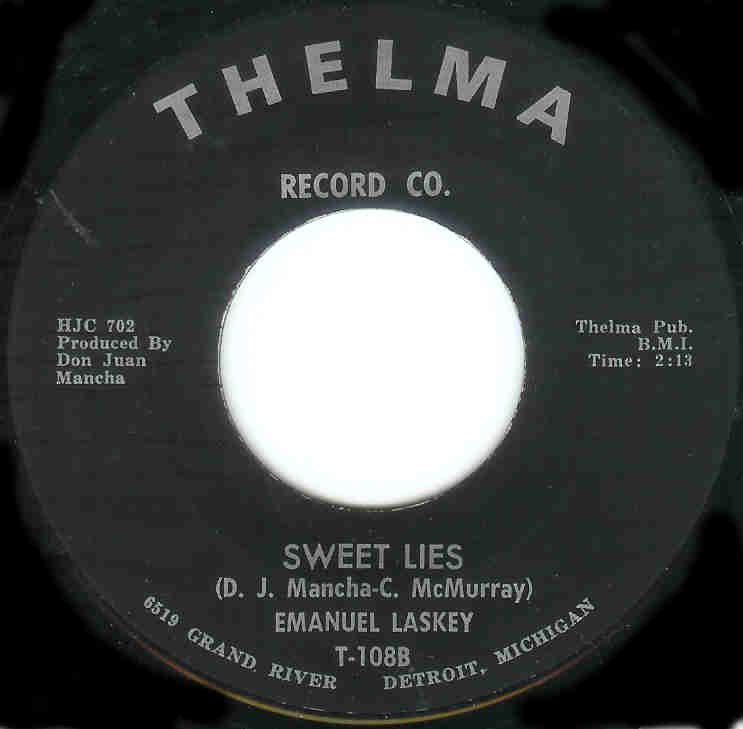 THELMA
RECORD CO.
HJC 702
Produced By
Don Juan
Mancha
Thelma Pub.
B.M.I.
Time: 2:13
SWEET LIES
(D. J. Mancha-C. McMurray)
EMANUEL LASKEY
T-108B
6519 GRAND RIVER DETROIT, MICHIGAN